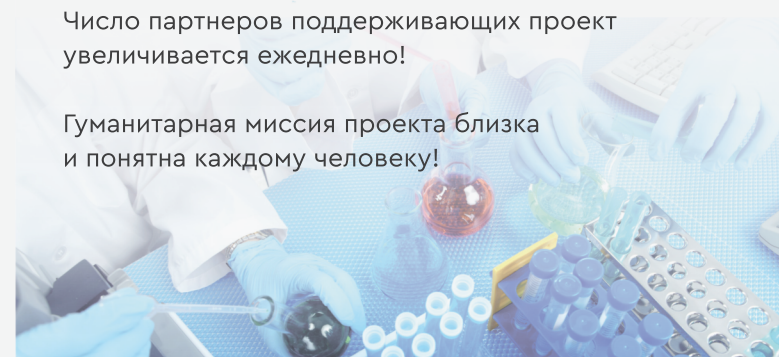 Число партнеров поддерживающих проект
увеличивается ежедневно!
Гуманитарная миссия проекта близка
и понятна каждому человеку!